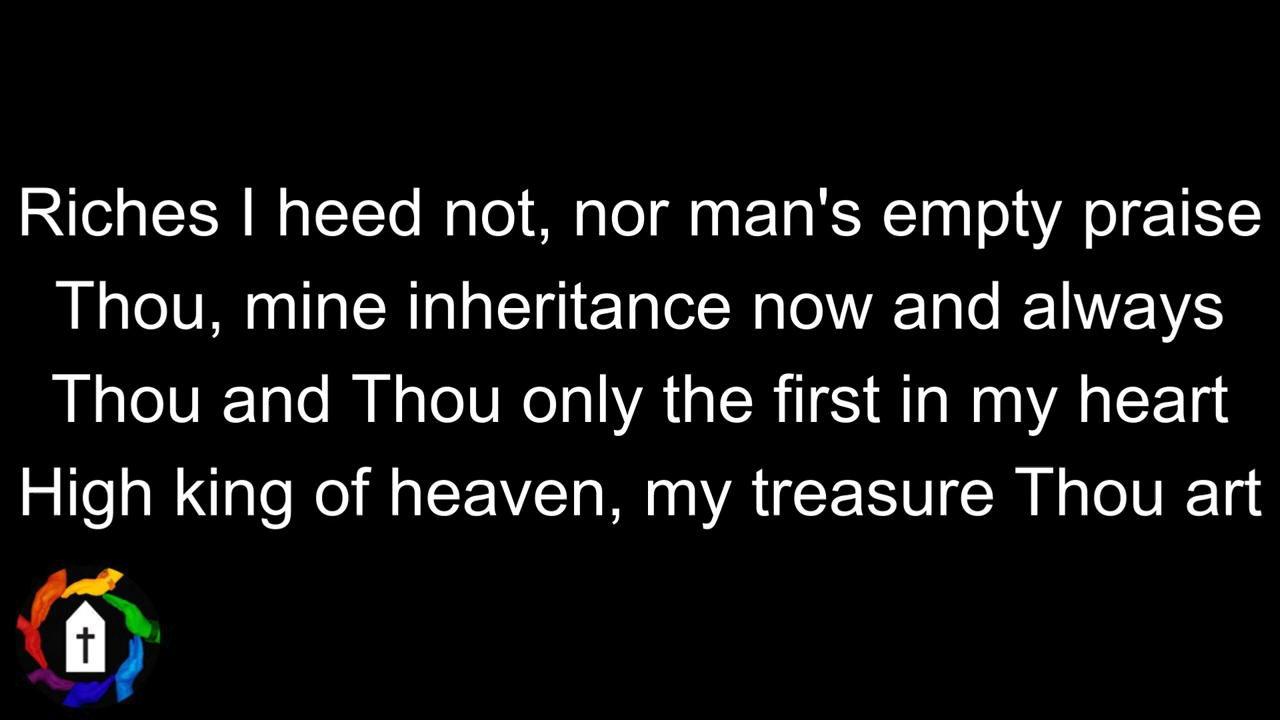 Riches I heed not, nor man's empty praise
Thou, mine inheritance now and always
Thou and Thou only the first in my heart
High king of heaven, my treasure Thou art